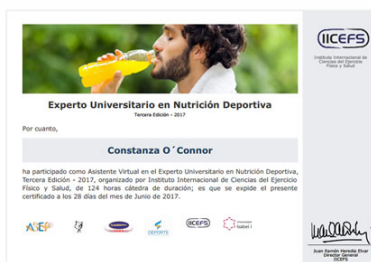 IICEFS
Instituto Internacional de
Ciencias del Ejercicio
Físico y Salud
Experto Universitario en Nutrición Deportiva
Tercera Edición - 2017
Por cuanto,
Constanza O´Connor
ha participado como Asistente Virtual en el Experto Universitario en Nutrición Deportiva,
Tercera Edición - 2017, organizado por Instituto Internacional de Ciencias del Ejercicio
Físico y Salud, de 124 horas cátedra de duración; es que se expide el presente
certificado a los 28 días del mes de Junio de 2017.
DEPORTE
IICEFS
Isabel I
Juan Ramón Heredia Elvar
Director General
IICEFS